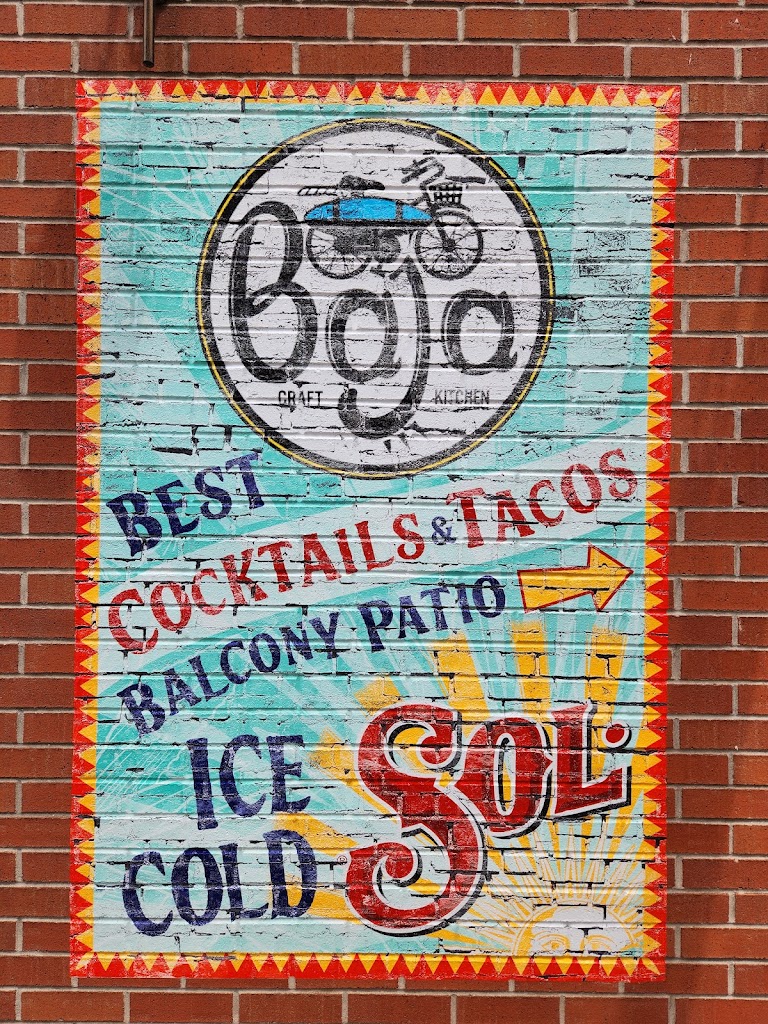 Baja
CRAFT KITCHEN
BEST
COCKTAILS & TACOS
BALCONY PATIO
ICE
COLD
SOL